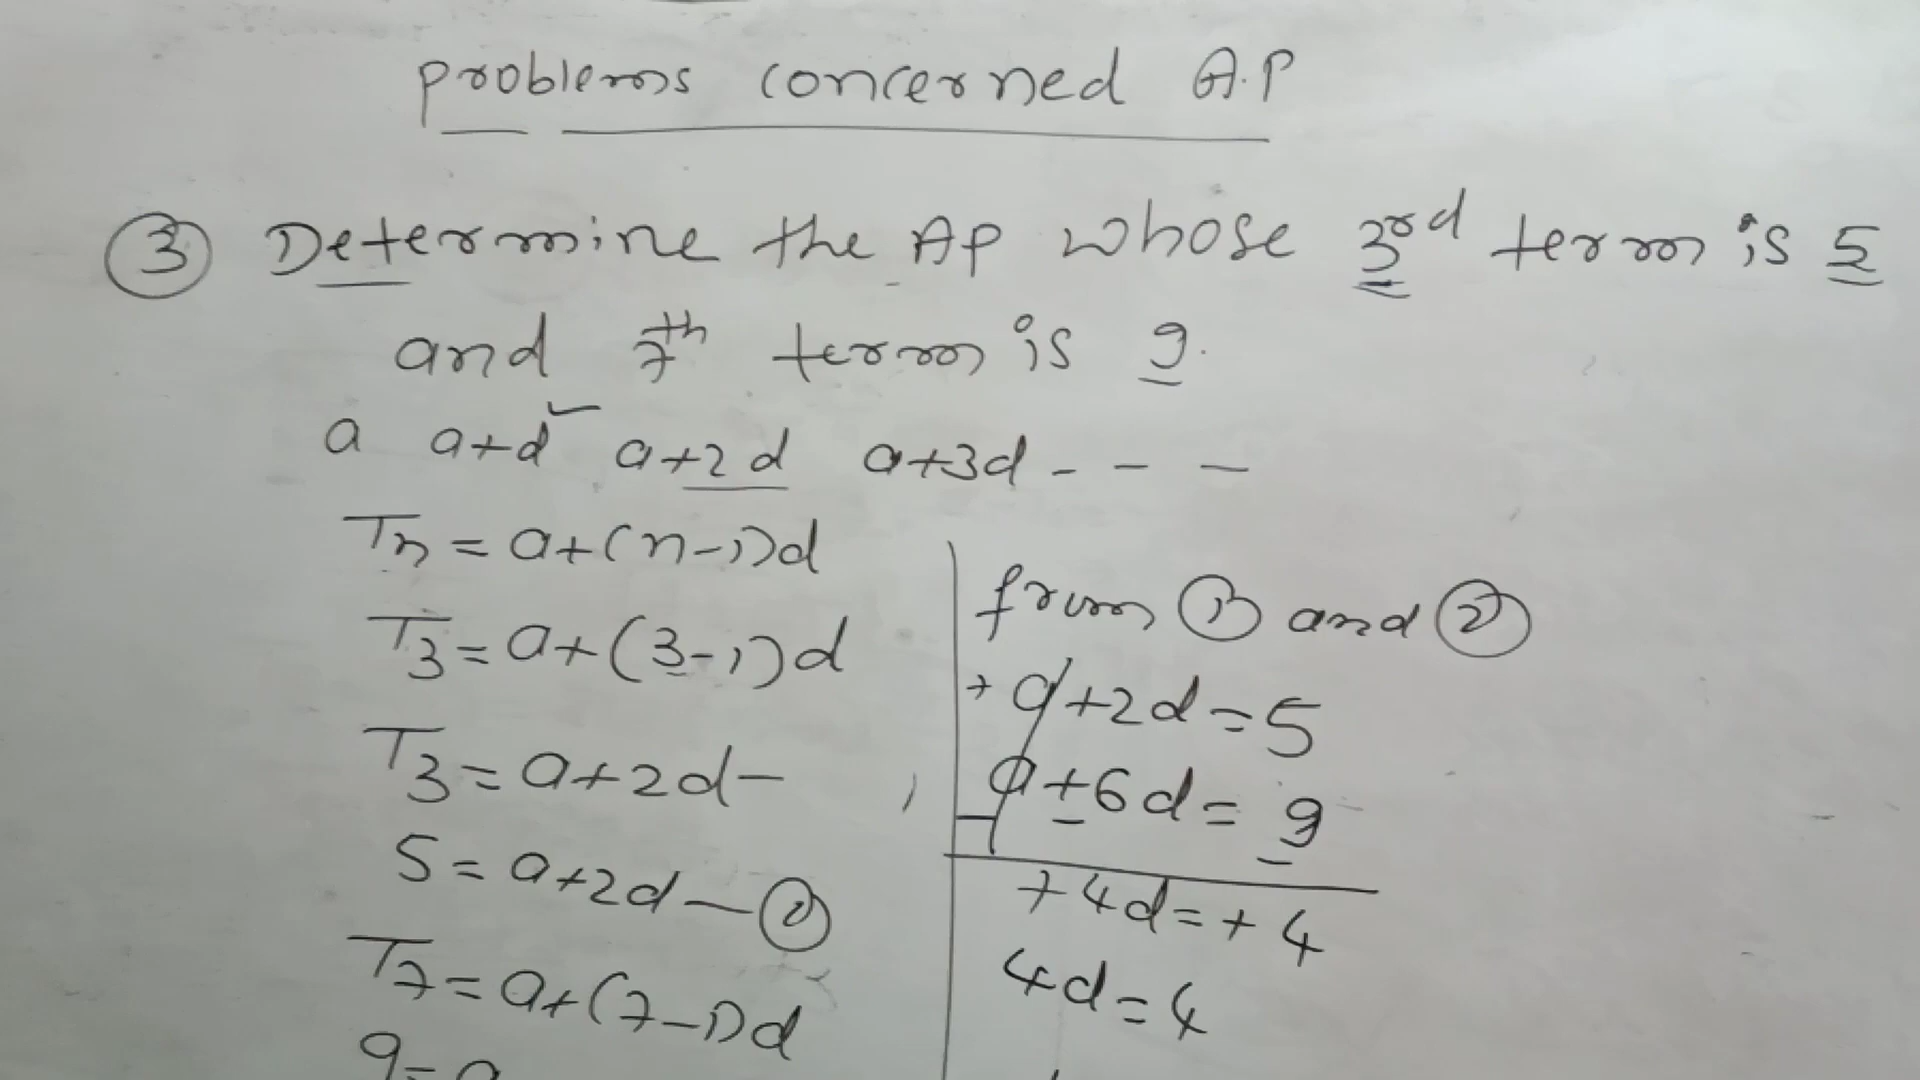 problems concerned A.P
③ Determine the AP whose 3rd term is 5
and 7th term is 9.
a a+d a+2d a+3d - - -
Tn = a+(n-1)d
T3 = a+(3-1)d
T3 = a+2d-
5 = a+2d-①
T7 = a+(7-1)d
9 = a
from ① and ②
+ a+2d=5
a+6d= 9
+4d=+4
4d=4